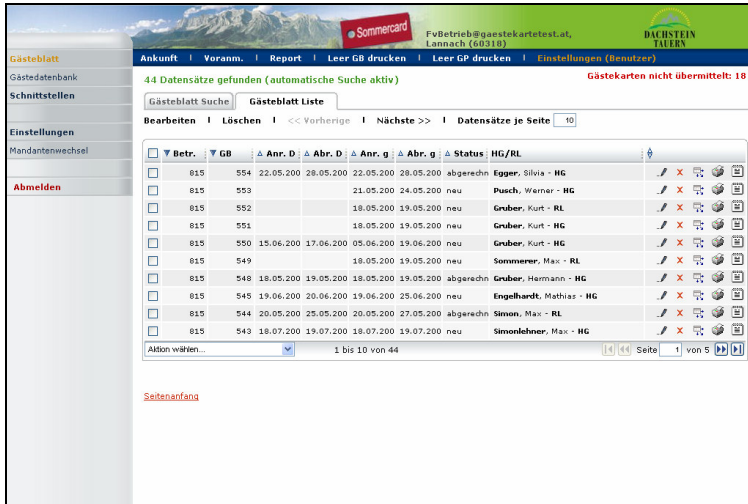 Sommercard
FvBetrieb@gaestekartetest.at,
Lannach (60318)
DACHSTEIN
TAUERN
Gästeblatt
Gästedatenbank
Schnittstellen
Einstellungen
Mandantenwechsel
Abmelden
Ankunft I Voranm. I Report I Leer GB drucken I Leer GP drucken I Einstellungen (Benutzer)
44 Datensätze gefunden (automatische Suche aktiv)
Gästekarten nicht übermittelt: 18
Gästeblatt Suche Gästeblatt Liste
Bearbeiten I Löschen I << Vorherige I Nächste >> I Datensätze je Seite 10
Betr. GB Anr. D Abr. D Anr. g Abr. g Status HG/RL
815 554 22.05.200 28.05.200 22.05.200 28.05.200 abgerechn Egger, Silvia - HG
815 553 21.05.200 24.05.200 neu Pusch, Werner - HG
815 552 18.05.200 19.05.200 neu Gruber, Kurt - RL
815 551 18.05.200 19.05.200 neu Gruber, Kurt - HG
815 550 15.06.200 17.06.200 05.06.200 19.06.200 neu Gruber, Kurt - HG
815 549 18.05.200 19.05.200 neu Sommerer, Max - RL
815 548 18.05.200 19.05.200 18.05.200 19.05.200 abgerechn Gruber, Hermann - HG
815 545 19.06.200 20.06.200 19.06.200 25.06.200 neu Engelhardt, Mathias - HG
815 544 20.05.200 25.05.200 20.05.200 27.05.200 abgerechn Simon, Max - RL
815 543 18.07.200 19.07.200 18.07.200 19.07.200 neu Simonlehner, Max - HG
Aktion wählen... 1 bis 10 von 44 Seite 1 von 5
Seitenanfang